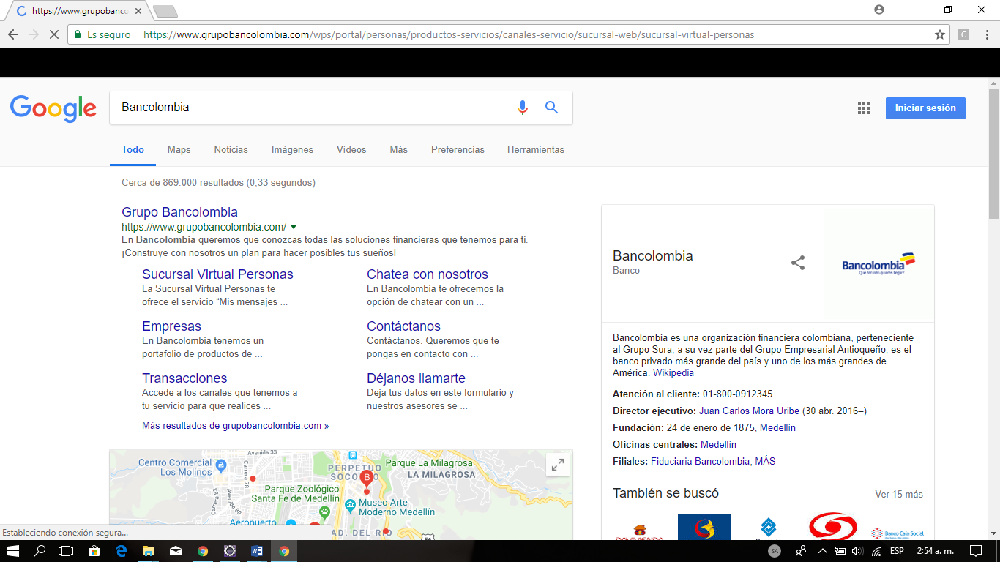 https://www.grupobanco
Es seguro
https://www.grupobancolombia.com/wps/portal/personas/productos-servicios/canales-servicio/sucursal-web/sucursal-virtual-personas
C
Google
Bancolombia
Iniciar sesión
Todo Maps Noticias Imágenes Vídeos Más Preferencias Herramientas
Cerca de 869.000 resultados (0,33 segundos)
Grupo Bancolombia
https://www.grupobancolombia.com/
En Bancolombia queremos que conozcas todas las soluciones financieras que tenemos para ti.
¡Construye con nosotros un plan para hacer posibles tus sueños!
Sucursal Virtual Personas
La Sucursal Virtual Personas te
ofrece el servicio “Mis mensajes ...
Chatea con nosotros
En Bancolombia te ofrecemos la
opción de chatear con un ...
Empresas
En Bancolombia tenemos un
portafolio de productos de ...
Contáctanos
Contáctanos. Queremos que te
pongas en contacto con ...
Transacciones
Accede a los canales que tenemos a
tu servicio para que realices ...
Déjanos llamarte
Deja tus datos en este formulario y
nuestros asesores se ...
Más resultados de grupobancolombia.com »
Avenida 33
Centro Comercial
Los Molinos
Carrera 78
Carrera 83
Avenida 80
PERPETUO
SOCO
B
Parque La Milagrosa
LA MILAGROSA
Parque Zoológico
Santa Fe de Medellín
Museo Arte
Moderno Medellín
Aeropuerto
AD. DEL RÍO
66
Bancolombia
Banco
Bancolombia
Qué tan alto quieres llegar?
Bancolombia es una organización financiera colombiana, perteneciente
al Grupo Sura, a su vez parte del Grupo Empresarial Antioqueño, es el
banco privado más grande del país y uno de los más grandes de
América. Wikipedia
Atención al cliente: 01-800-0912345
Director ejecutivo: Juan Carlos Mora Uribe (30 abr. 2016–)
Fundación: 24 de enero de 1875, Medellín
Oficinas centrales: Medellín
Filiales: Fiduciaria Bancolombia, MÁS
También se buscó
Ver 15 más
Banco Caja Social
Estableciendo conexión segura...
SA
ESP
2:54 a. m.